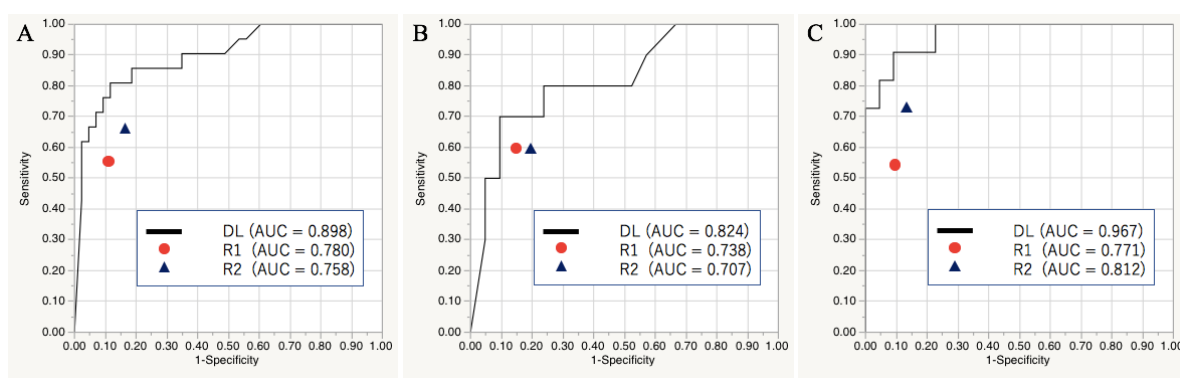 A
1.00
0.90
0.80
0.70
0.60
0.50
0.40
0.30
0.20
0.10
0.00
Sensitivity
DL (AUC = 0.898)
R1 (AUC = 0.780)
R2 (AUC = 0.758)
0.00 0.10 0.20 0.30 0.40 0.50 0.60 0.70 0.80 0.90 1.00
1-Specificity
B
1.00
0.90
0.80
0.70
0.60
0.50
0.40
0.30
0.20
0.10
0.00
Sensitivity
DL (AUC = 0.824)
R1 (AUC = 0.738)
R2 (AUC = 0.707)
0.00 0.10 0.20 0.30 0.40 0.50 0.60 0.70 0.80 0.90 1.00
1-Specificity
C
1.00
0.90
0.80
0.70
0.60
0.50
0.40
0.30
0.20
0.10
0.00
Sensitivity
DL (AUC = 0.967)
R1 (AUC = 0.771)
R2 (AUC = 0.812)
0.00 0.10 0.20 0.30 0.40 0.50 0.60 0.70 0.80 0.90 1.00
1-Specificity